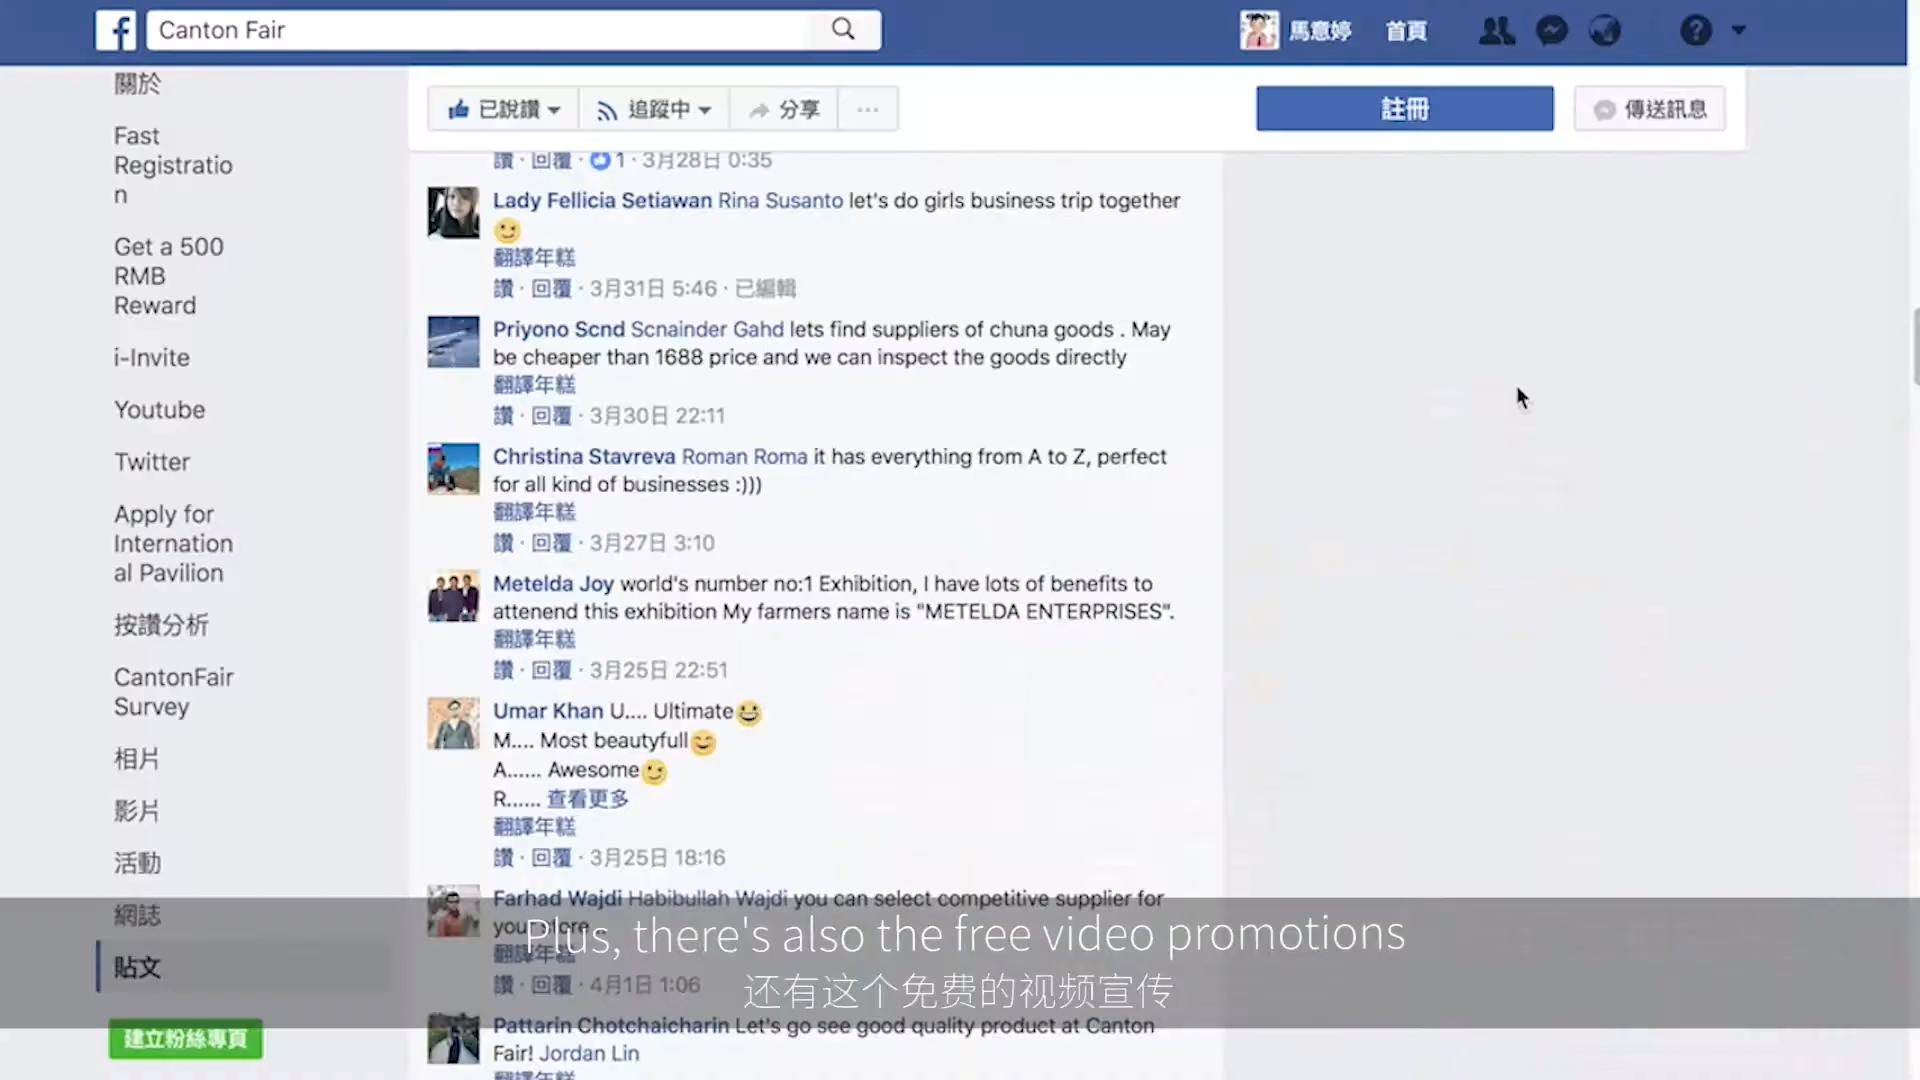 Canton Fair
馬意婷 首頁
關於
Fast
Registratio
n
Get a 500
RMB
Reward
i-Invite
Youtube
Twitter
Apply for
Internation
al Pavilion
按讚分析
CantonFair
Survey
相片
影片
活動
網誌
貼文
建立粉絲專頁
已說讚 追蹤中 分享 ...
註冊 傳送訊息
讚 · 回覆 · 1 · 3月28日 0:35
Lady Fellicia Setiawan Rina Susanto let's do girls business trip together
翻譯年糕
讚 · 回覆 · 3月31日 5:46 · 已編輯
Priyono Scnd Scnainder Gahd lets find suppliers of chuna goods . May
be cheaper than 1688 price and we can inspect the goods directly
翻譯年糕
讚 · 回覆 · 3月30日 22:11
Christina Stavreva Roman Roma it has everything from A to Z, perfect
for all kind of businesses :)))
翻譯年糕
讚 · 回覆 · 3月27日 3:10
Metelda Joy world's number no:1 Exhibition, I have lots of benefits to
attenend this exhibition My farmers name is "METELDA ENTERPRISES".
翻譯年糕
讚 · 回覆 · 3月25日 22:51
Umar Khan U.... Ultimate
M.... Most beautyfull
A...... Awesome
R...... 查看更多
翻譯年糕
讚 · 回覆 · 3月25日 18:16
Farhad Wajdi Habibullah Wajdi you can select competitive supplier for
your store
翻譯年糕
讚 · 回覆 · 4月1日 1:06
Pattarin Chotchaicharin Let's go see good quality product at Canton
Fair! Jordan Lin
翻譯年糕
Plus, there's also the free video promotions
还有这个免费的视频宣传